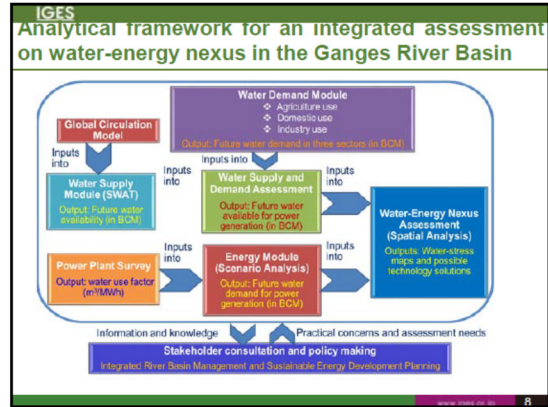 IGES
Analytical framework for an integrated assessment
on water-energy nexus in the Ganges River Basin
Water Demand Module
❖ Agriculture use
❖ Domestic use
❖ Industry use
Output: Future water demand in three sectors (in BCM)
Global Circulation
Model
Inputs
into
Inputs
into
Inputs into
Inputs
into
Water Supply
Module (SWAT)
Output: Future water
availability (in BCM)
Water Supply and
Demand Assessment
Output: Future water
available for power
generation (in BCM)
Water-Energy Nexus
Assessment
(Spatial Analysis)
Outputs: Water-stress
maps and possible
technology solutions
Power Plant Survey
Output: water use factor
(m³/MWh)
Inputs
into
Energy Module
(Scenario Analysis)
Output: Future water
demand for power
generation (in BCM)
Inputs
into
Information and knowledge
Practical concerns and assessment needs
Stakeholder consultation and policy making
Integrated River Basin Management and Sustainable Energy Development Planning
www.iges.or.jp
8